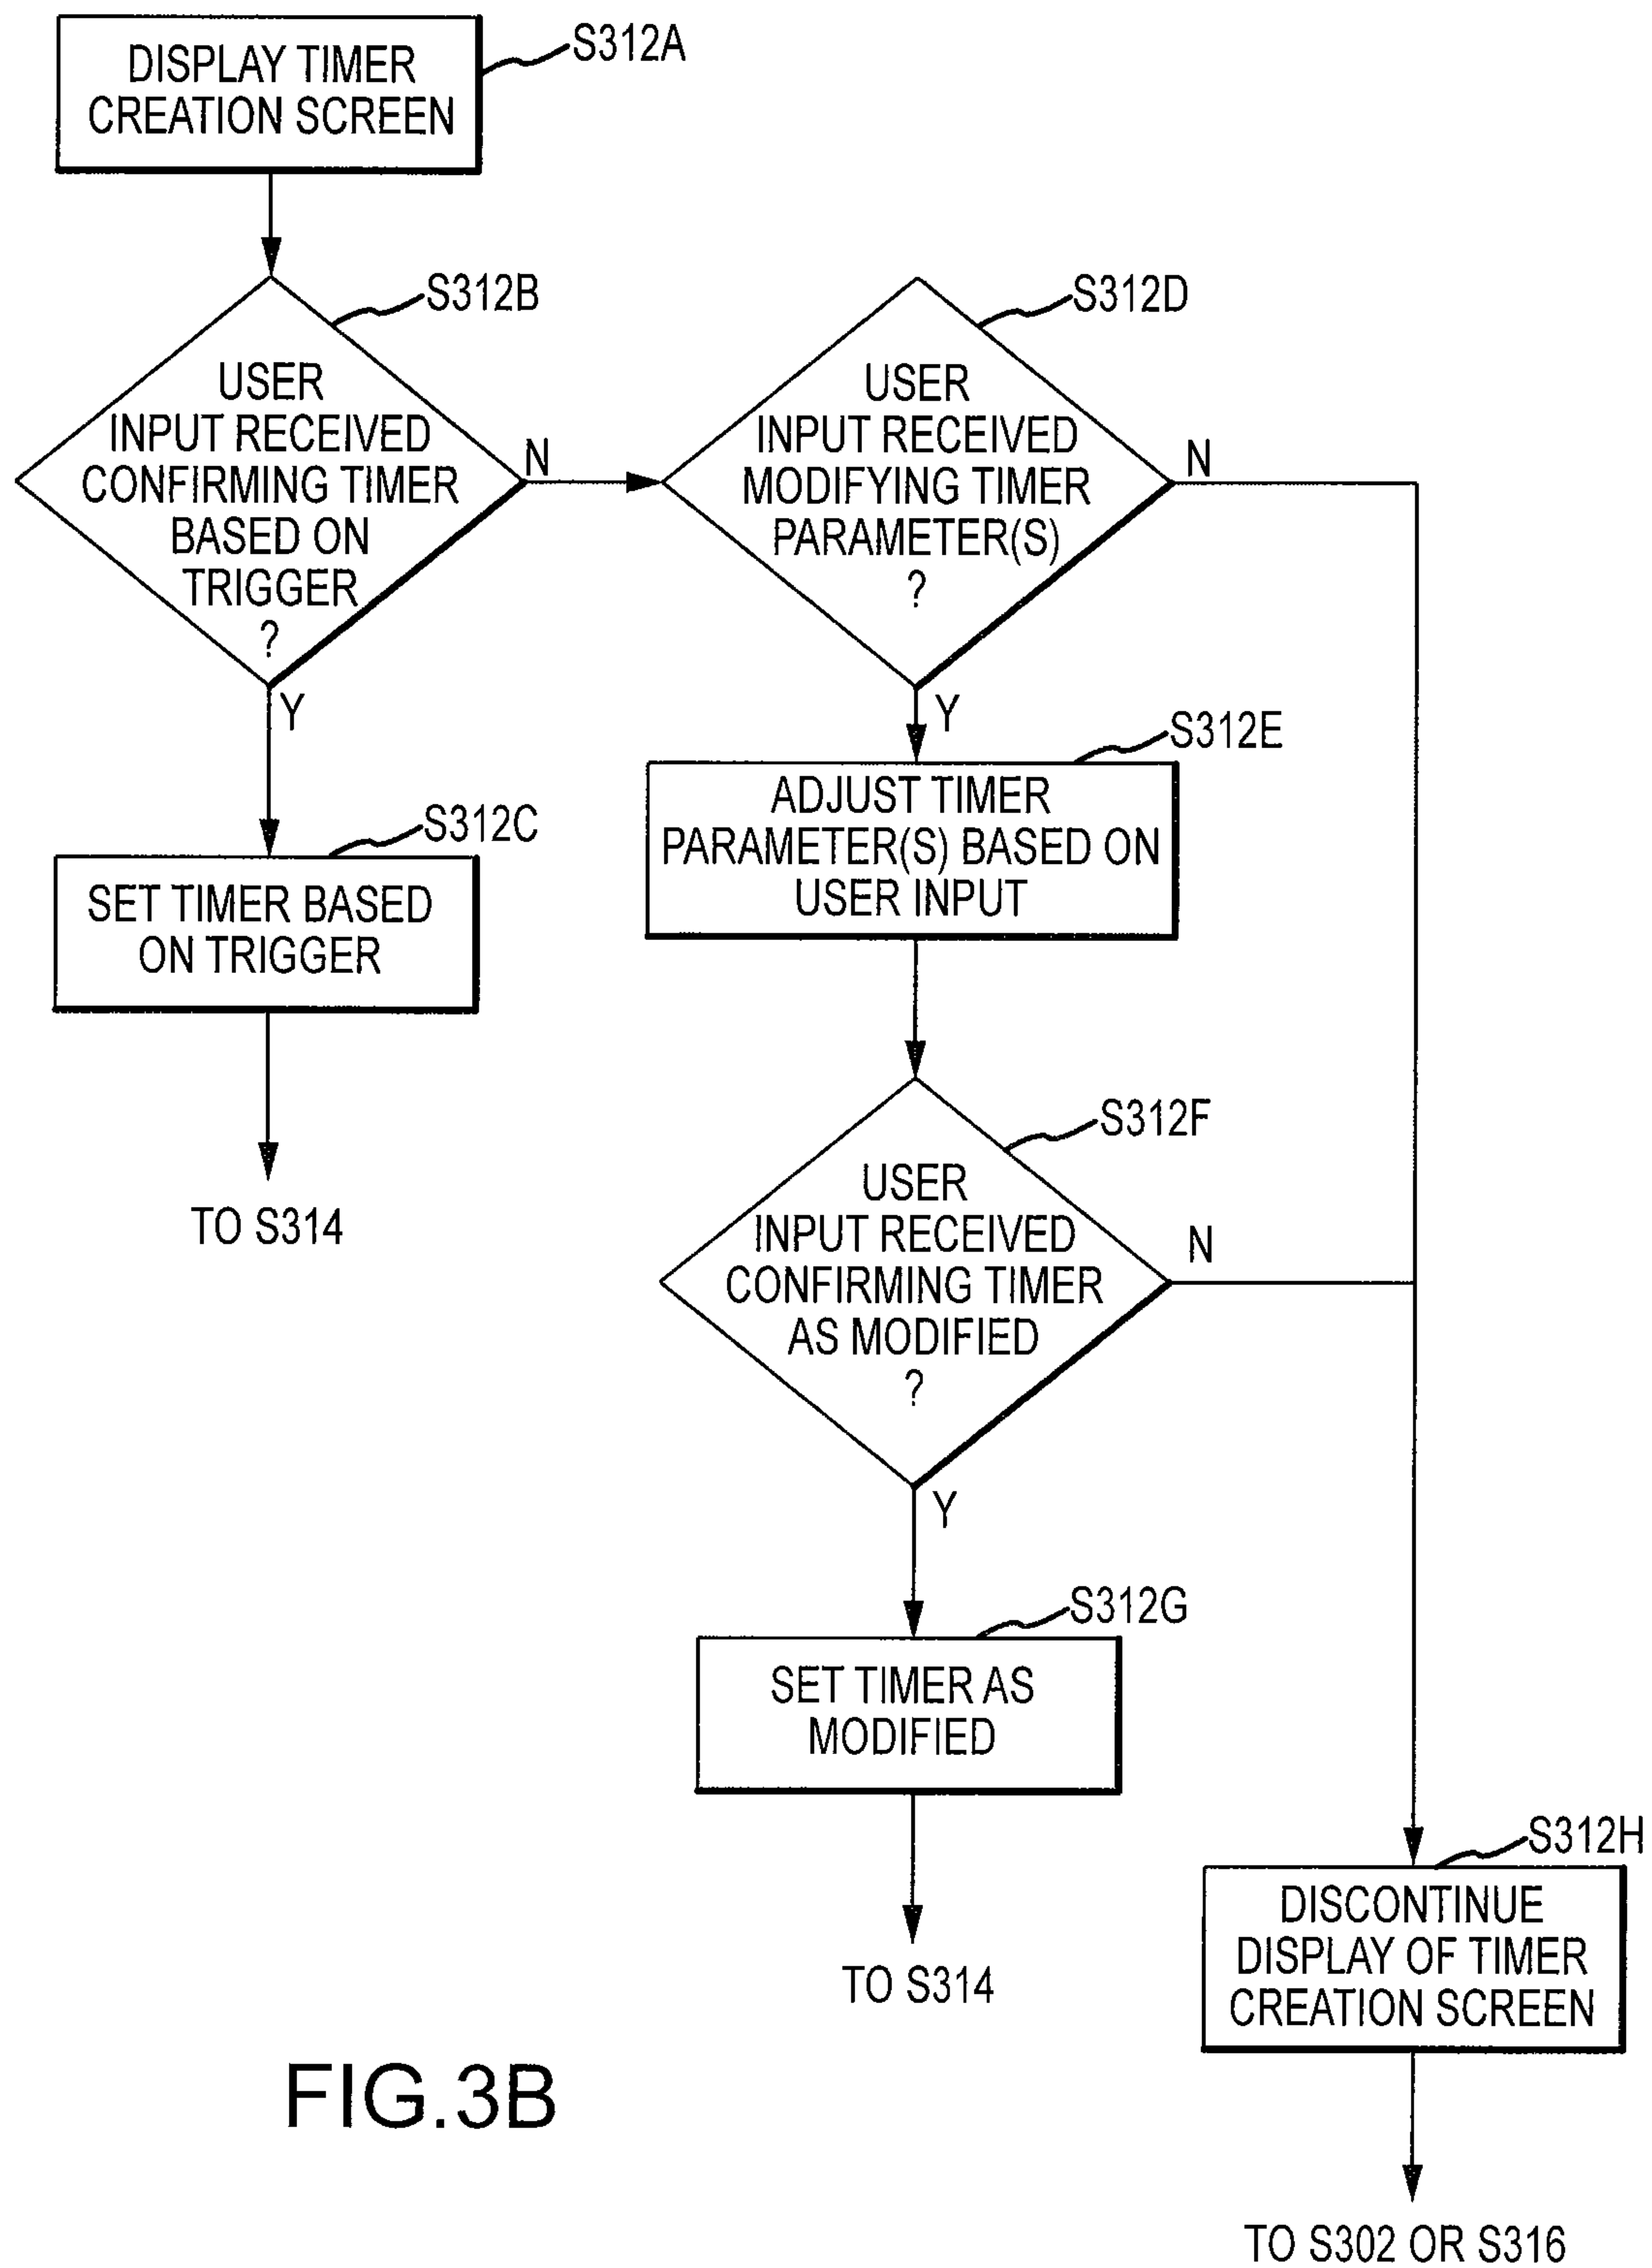 DISPLAY TIMER
CREATION SCREEN
S312A
S312B
USER
INPUT RECEIVED
CONFIRMING TIMER
BASED ON
TRIGGER
?
N
Y
S312C
SET TIMER BASED
ON TRIGGER
TO S314
S312D
USER
INPUT RECEIVED
MODIFYING TIMER
PARAMETER(S)
?
N
Y
S312E
ADJUST TIMER
PARAMETER(S) BASED ON
USER INPUT
S312F
USER
INPUT RECEIVED
CONFIRMING TIMER
AS MODIFIED
?
N
Y
S312G
SET TIMER AS
MODIFIED
TO S314
S312H
DISCONTINUE
DISPLAY OF TIMER
CREATION SCREEN
TO S302 OR S316
FIG.3B